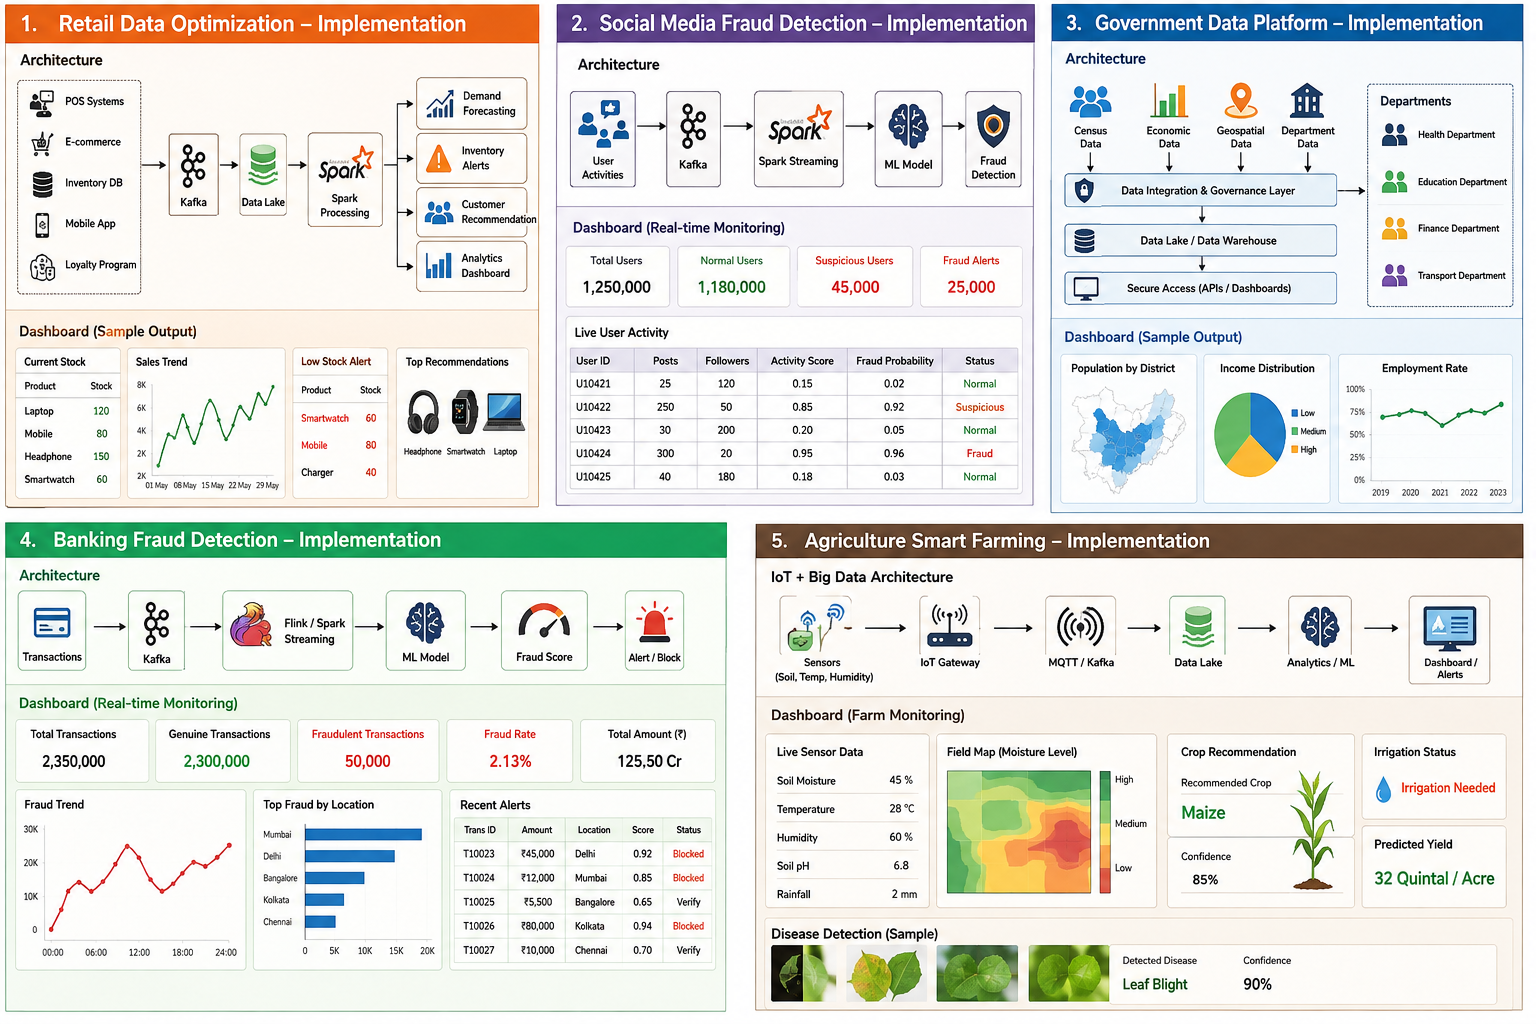 1. Retail Data Optimization – Implementation
Architecture
POS Systems
E-commerce
Inventory DB
Mobile App
Loyalty Program
Kafka
Data Lake
Spark
Spark
Processing
Demand
Forecasting
Inventory
Alerts
Customer
Recommendation
Analytics
Dashboard
Dashboard (Sample Output)
Current Stock
Product Stock
Laptop 120
Mobile 80
Headphone 150
Smartwatch 60
Sales Trend
8K
6K
4K
2K
2K
01 May 08 May 15 May 22 May 29 May
Low Stock Alert
Product Stock
Smartwatch 60
Mobile 80
Charger 40
Top Recommendations
Headphone Smartwatch Laptop
2. Social Media Fraud Detection – Implementation
Architecture
User
Activities
Kafka
Spark
Spark Streaming
ML Model
Fraud
Detection
Dashboard (Real-time Monitoring)
Total Users
1,250,000
Normal Users
1,180,000
Suspicious Users
45,000
Fraud Alerts
25,000
Live User Activity
User ID Posts Followers Activity Score Fraud Probability Status
U10421 25 120 0.15 0.02 Normal
U10422 250 50 0.85 0.92 Suspicious
U10423 30 200 0.20 0.05 Normal
U10424 300 20 0.95 0.96 Fraud
U10425 40 180 0.18 0.03 Normal
3. Government Data Platform – Implementation
Architecture
Census
Data
Economic
Data
Geospatial
Data
Department
Data
Data Integration & Governance Layer
Data Lake / Data Warehouse
Secure Access (APIs / Dashboards)
Departments
Health Department
Education Department
Finance Department
Transport Department
Dashboard (Sample Output)
Population by District
Income Distribution
Low
Medium
High
Employment Rate
100%
75%
50%
25%
0%
2019 2020 2021 2022 2023
4. Banking Fraud Detection – Implementation
Architecture
Transactions
Kafka
Flink / Spark
Streaming
ML Model
Fraud Score
Alert / Block
Dashboard (Real-time Monitoring)
Total Transactions
2,350,000
Genuine Transactions
2,300,000
Fraudulent Transactions
50,000
Fraud Rate
2.13%
Total Amount (₹)
125,50 Cr
Fraud Trend
30K
20K
10K
0
00:00 06:00 12:00 18:00 24:00
Top Fraud by Location
Mumbai
Delhi
Bangalore
Kolkata
Chennai
0 5K 10K 15K 20K
Recent Alerts
Trans ID Amount Location Score Status
T10023 ₹45,000 Delhi 0.92 Blocked
T10024 ₹12,000 Mumbai 0.85 Blocked
T10025 ₹5,500 Bangalore 0.65 Verify
T10026 ₹80,000 Kolkata 0.94 Blocked
T10027 ₹10,000 Chennai 0.70 Verify
5. Agriculture Smart Farming – Implementation
IoT + Big Data Architecture
Sensors
(Soil, Temp, Humidity)
IoT Gateway
MQTT / Kafka
Data Lake
Analytics / ML
Dashboard /
Alerts
Dashboard (Farm Monitoring)
Live Sensor Data
Soil Moisture 45 %
Temperature 28 °C
Humidity 60 %
Soil pH 6.8
Rainfall 2 mm
Field Map (Moisture Level)
High
Medium
Low
Crop Recommendation
Recommended Crop
Maize
Confidence
85%
Irrigation Status
Irrigation Needed
Predicted Yield
32 Quintal / Acre
Disease Detection (Sample)
Detected Disease Confidence
Leaf Blight 90%